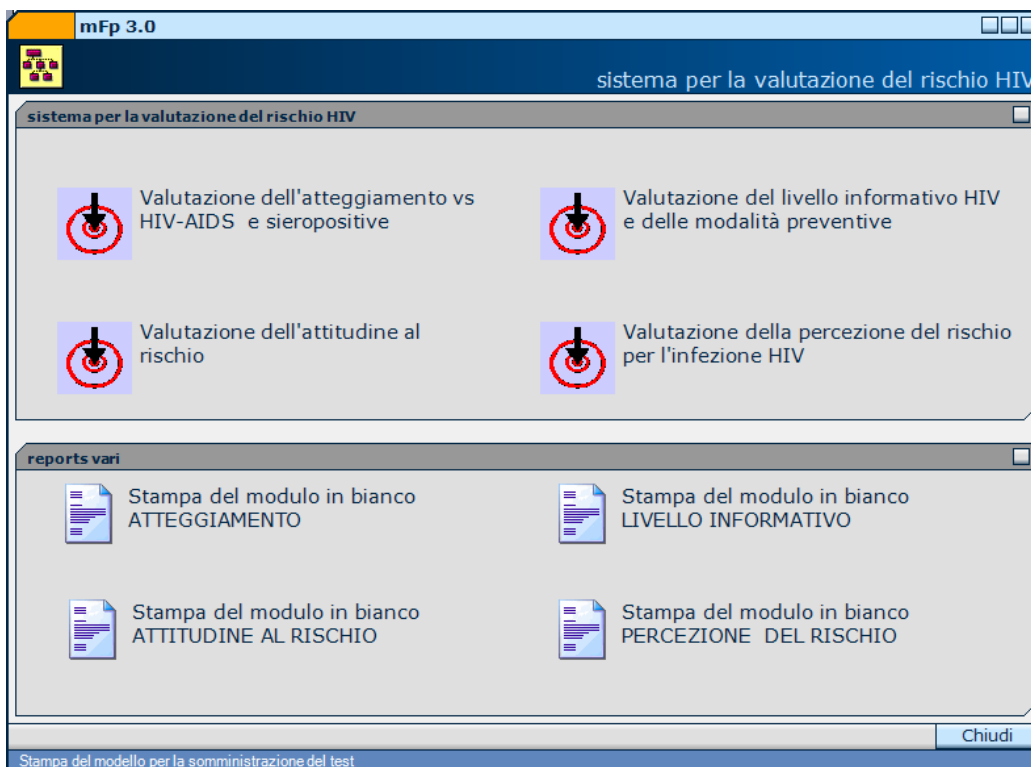 mFp 3.0
sistema per la valutazione del rischio HIV
sistema per la valutazione del rischio HIV
Valutazione dell'atteggiamento vs
HIV-AIDS e sieropositive
Valutazione del livello informativo HIV
e delle modalità preventive
Valutazione dell'attitudine al
rischio
Valutazione della percezione del rischio
per l'infezione HIV
reports vari
Stampa del modulo in bianco
ATTEGGIAMENTO
Stampa del modulo in bianco
LIVELLO INFORMATIVO
Stampa del modulo in bianco
ATTITUDINE AL RISCHIO
Stampa del modulo in bianco
PERCEZIONE DEL RISCHIO
Chiudi
Stampa del modello per la somministrazione del test